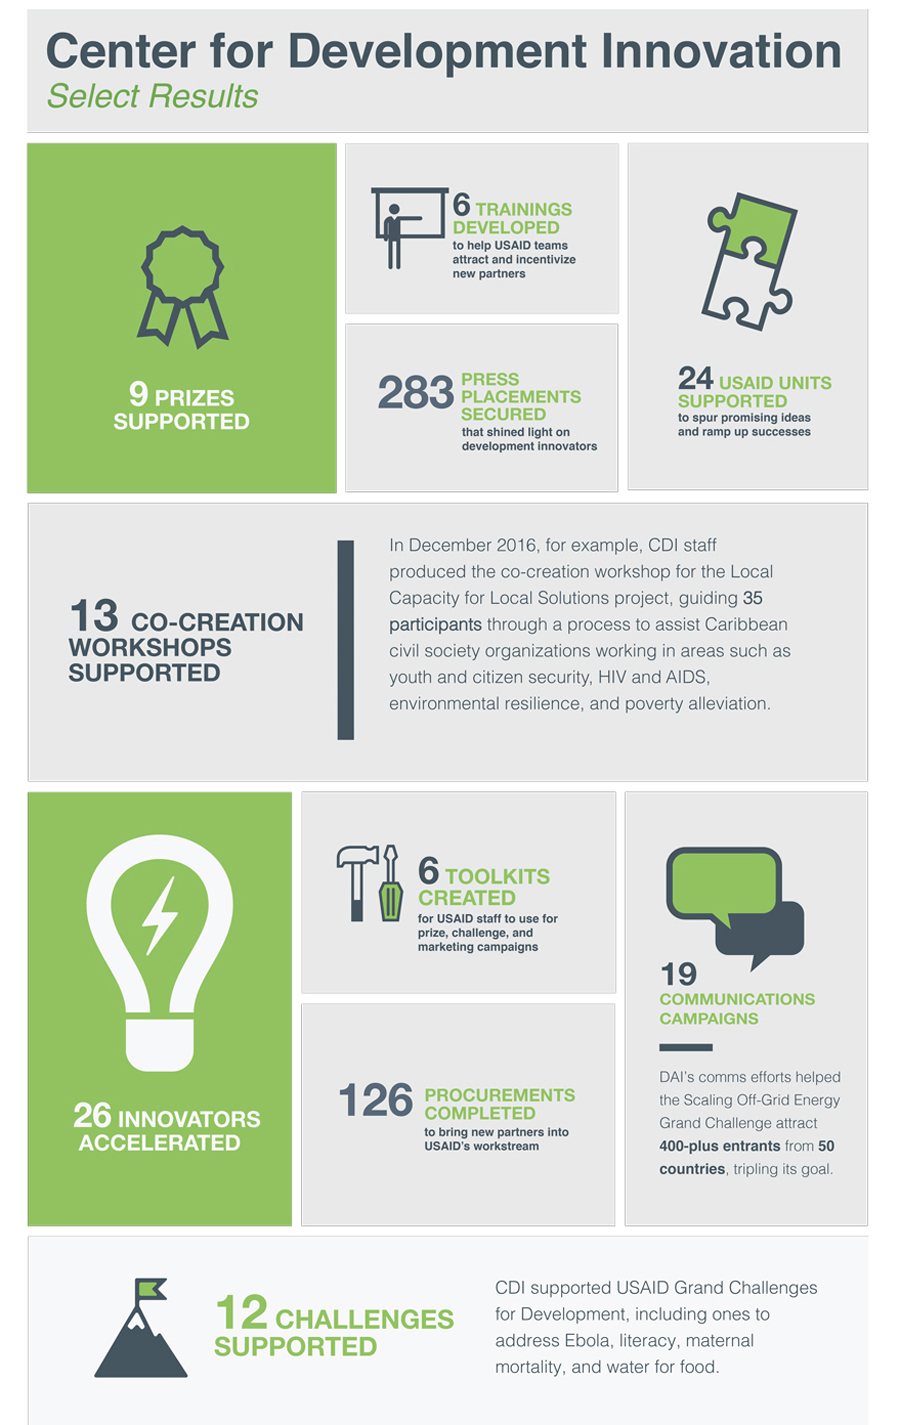 Center for Development Innovation
Select Results
9 PRIZES
SUPPORTED
6 TRAININGS
DEVELOPED
to help USAID teams
attract and incentivize
new partners
283 PRESS
PLACEMENTS
SECURED
that shined light on
development innovators
24 USAID UNITS
SUPPORTED
to spur promising ideas
and ramp up successes
13 CO-CREATION
WORKSHOPS
SUPPORTED
In December 2016, for example, CDI staff
produced the co-creation workshop for the Local
Capacity for Local Solutions project, guiding 35
participants through a process to assist Caribbean
civil society organizations working in areas such as
youth and citizen security, HIV and AIDS,
environmental resilience, and poverty alleviation.
26 INNOVATORS
ACCELERATED
6 TOOLKITS
CREATED
for USAID staff to use for
prize, challenge, and
marketing campaigns
126 PROCUREMENTS
COMPLETED
to bring new partners into
USAID's workstream
19
COMMUNICATIONS
CAMPAIGNS
DAI's comms efforts helped
the Scaling Off-Grid Energy
Grand Challenge attract
400-plus entrants from 50
countries, tripling its goal.
12 CHALLENGES
SUPPORTED
CDI supported USAID Grand Challenges
for Development, including ones to
address Ebola, literacy, maternal
mortality, and water for food.